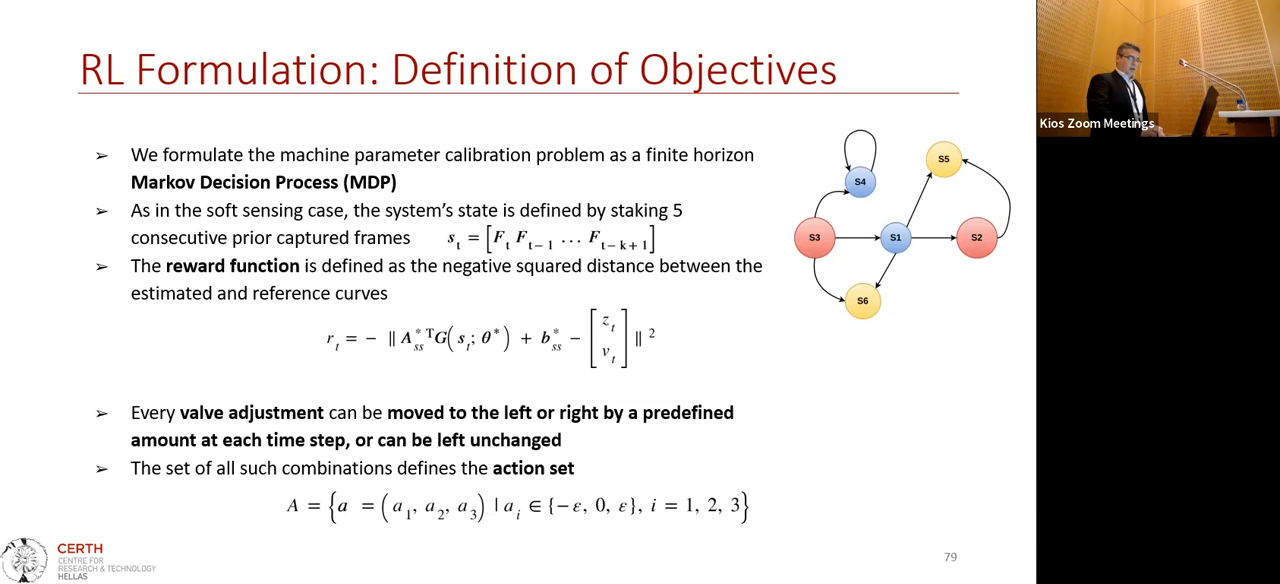 RL Formulation: Definition of Objectives
➢ We formulate the machine parameter calibration problem as a finite horizon
Markov Decision Process (MDP)
➢ As in the soft sensing case, the system's state is defined by staking 5
consecutive prior captured frames s_t = [F_t F_{t-1} … F_{t-k+1}]
➢ The reward function is defined as the negative squared distance between the
estimated and reference curves
r_t = - ∥ A*_{ss}^T G(s_t; θ*) + b*_{ss} - [z_t v_t] ∥ ²
➢ Every valve adjustment can be moved to the left or right by a predefined
amount at each time step, or can be left unchanged
➢ The set of all such combinations defines the action set
A = {a = (a_1, a_2, a_3) | a_i ∈ {-ε, 0, ε}, i = 1, 2, 3}
S4
S5
S3
S1
S2
S6
CERTH
CENTRE FOR
RESEARCH & TECHNOLOGY
HELLAS
79
Kios Zoom Meetings